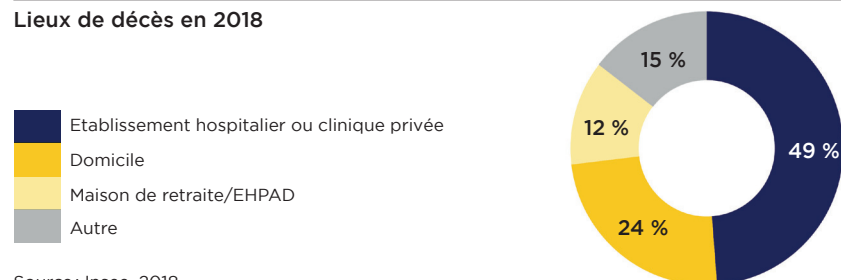 Lieux de décès en 2018
15 %
Etablissement hospitalier ou clinique privée
12 %
49 %
Domicile
Maison de retraite/EHPAD
24 %
Autre